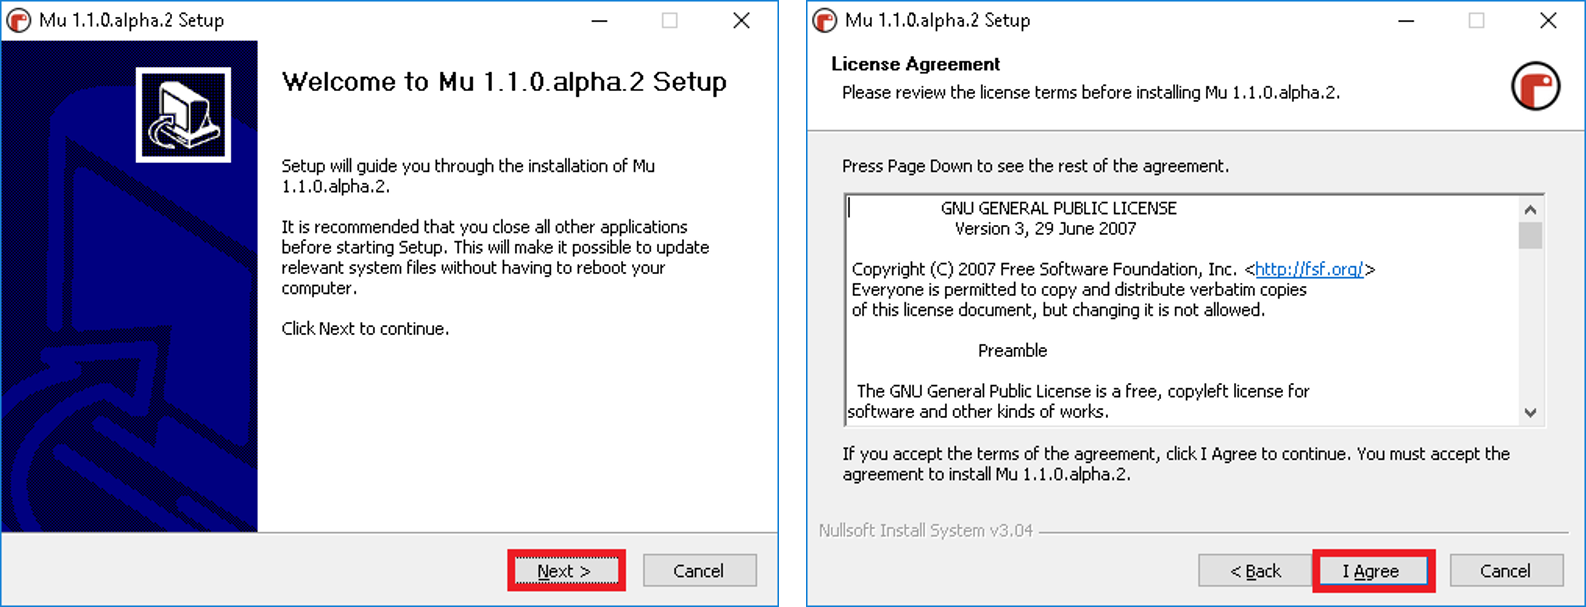 Mu 1.1.0.alpha.2 Setup
Welcome to Mu 1.1.0.alpha.2 Setup
Setup will guide you through the installation of Mu
1.1.0.alpha.2.
It is recommended that you close all other applications
before starting Setup. This will make it possible to update
relevant system files without having to reboot your
computer.
Click Next to continue.
Next >
Cancel
Mu 1.1.0.alpha.2 Setup
License Agreement
Please review the license terms before installing Mu 1.1.0.alpha.2.
Press Page Down to see the rest of the agreement.
GNU GENERAL PUBLIC LICENSE
Version 3, 29 June 2007
Copyright (C) 2007 Free Software Foundation, Inc. <http://fsf.org/>
Everyone is permitted to copy and distribute verbatim copies
of this license document, but changing it is not allowed.
Preamble
The GNU General Public License is a free, copyleft license for
software and other kinds of works.
If you accept the terms of the agreement, click I Agree to continue. You must accept the
agreement to install Mu 1.1.0.alpha.2.
Nullsoft Install System v3.04
< Back
I Agree
Cancel